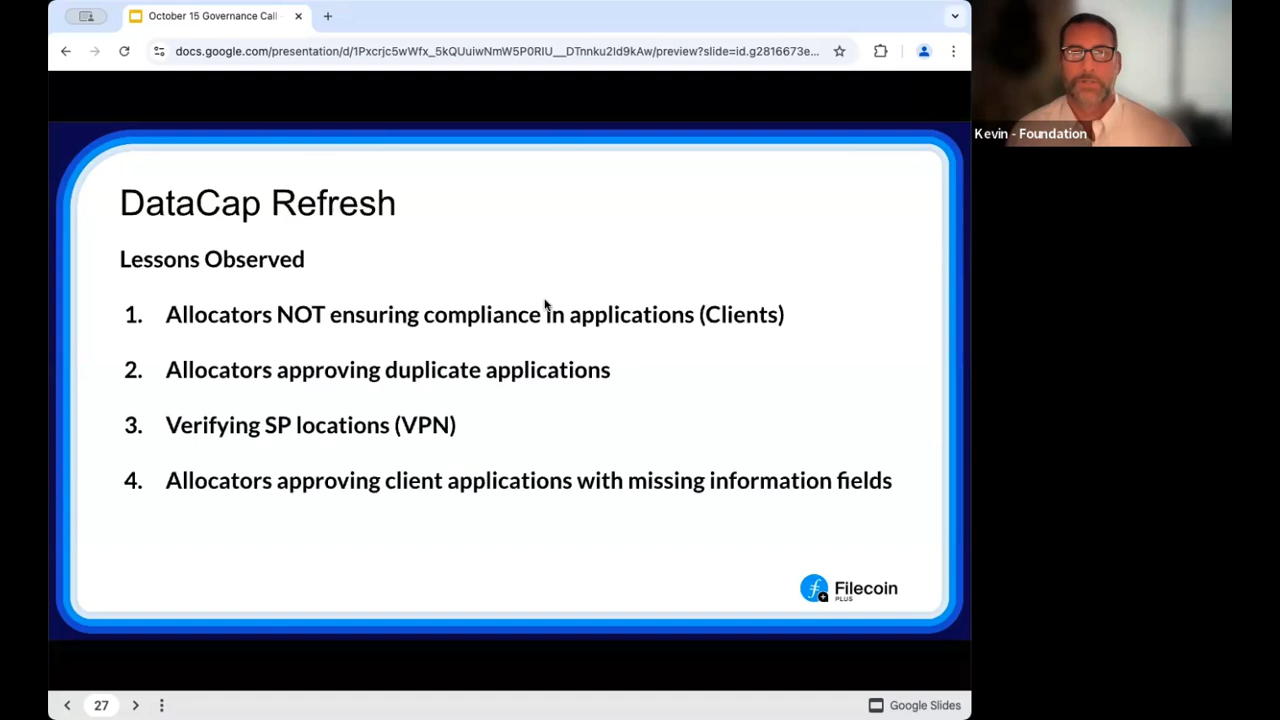 October 15 Governance Call
docs.google.com/presentation/d/1Pxcrjc5wWfx_5kQUuiwNmW5P0RIU__DTnnku2Id9kAw/preview?slide=id.g2816673e...
Kevin - Foundation
DataCap Refresh
Lessons Observed
1. Allocators NOT ensuring compliance in applications (Clients)
2. Allocators approving duplicate applications
3. Verifying SP locations (VPN)
4. Allocators approving client applications with missing information fields
Filecoin
PLUS
27
Google Slides